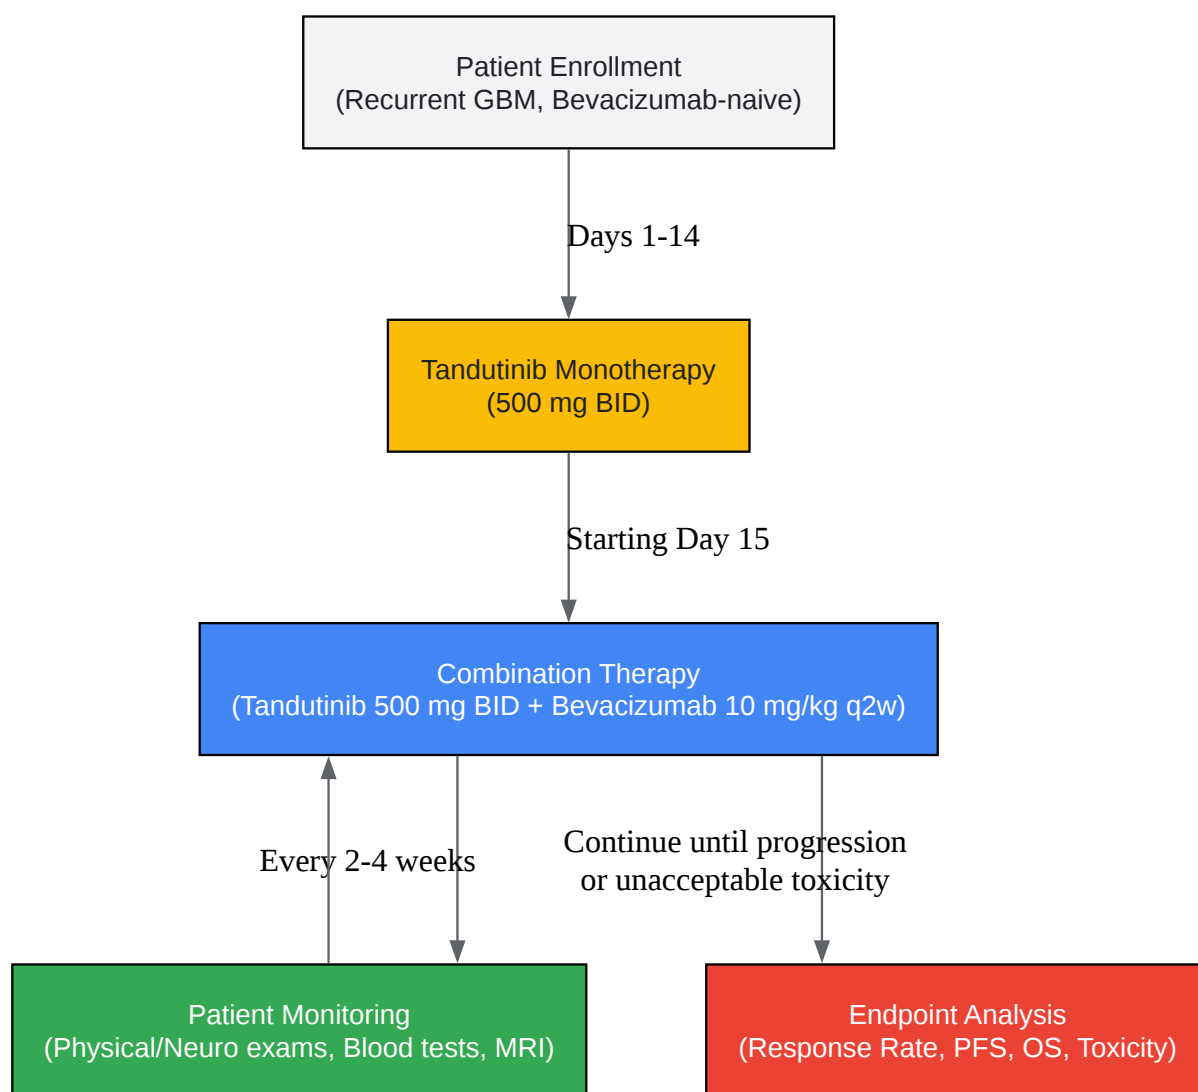 Patient Enrollment
(Recurrent GBM, Bevacizumab-naive)
Days 1-14
Tandutinib Monotherapy
(500 mg BID)
Starting Day 15
Combination Therapy
(Tandutinib 500 mg BID + Bevacizumab 10 mg/kg q2w)
Every 2-4 weeks
Continue until progression
or unacceptable toxicity
Patient Monitoring
(Physical/Neuro exams, Blood tests, MRI)
Endpoint Analysis
(Response Rate, PFS, OS, Toxicity)